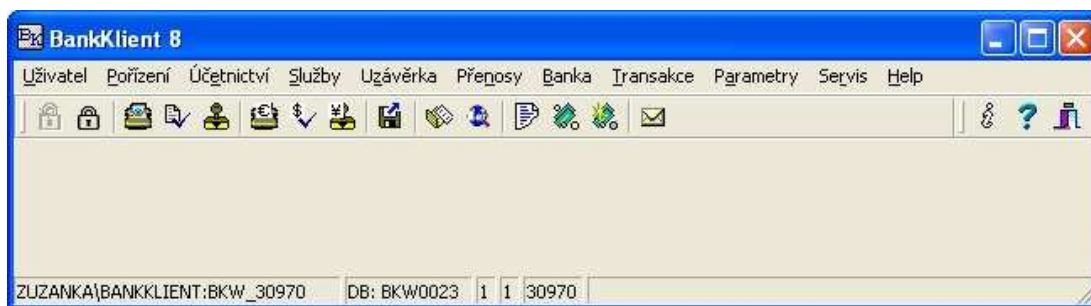 BankKlient 8
Uživatel Pořízení Účetnictví Služby Uzávěrka Přenosy Banka Transakce Parametry Servis Help
ZUZANKA\BANKKLIENT:BKW_30970 DB: BKW0023 1 1 30970